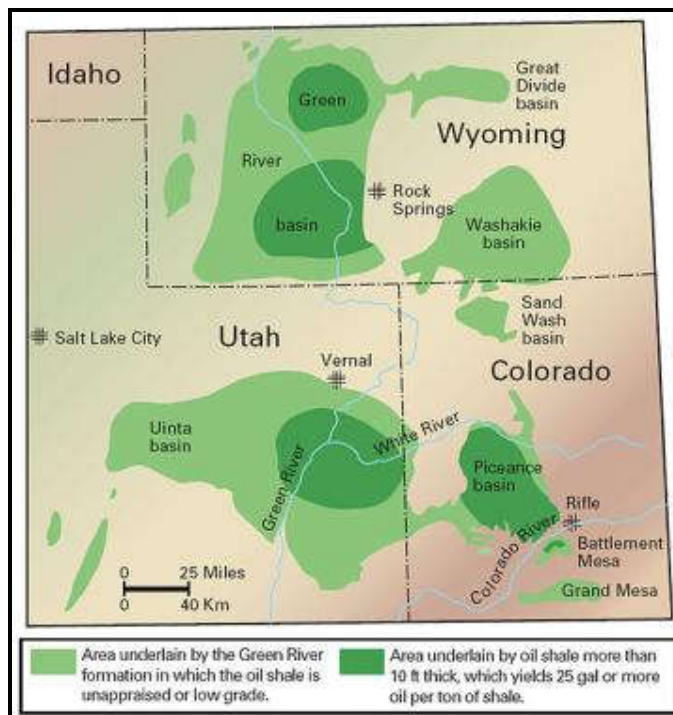 Idaho
Green
Great
Divide
basin
Wyoming
River
basin
Rock
Springs
Washakie
basin
Sand
Wash
basin
Salt Lake City
Utah
Vernal
Colorado
Uinta
basin
White River
Green River
Piceance
basin
Rifle
Colorado River
Battlement
Mesa
Grand Mesa
0 25 Miles
0 40 Km
Area underlain by the Green River
formation in which the oil shale is
unappraised or low grade.
Area underlain by oil shale more than
10 ft thick, which yields 25 gal or more
oil per ton of shale.